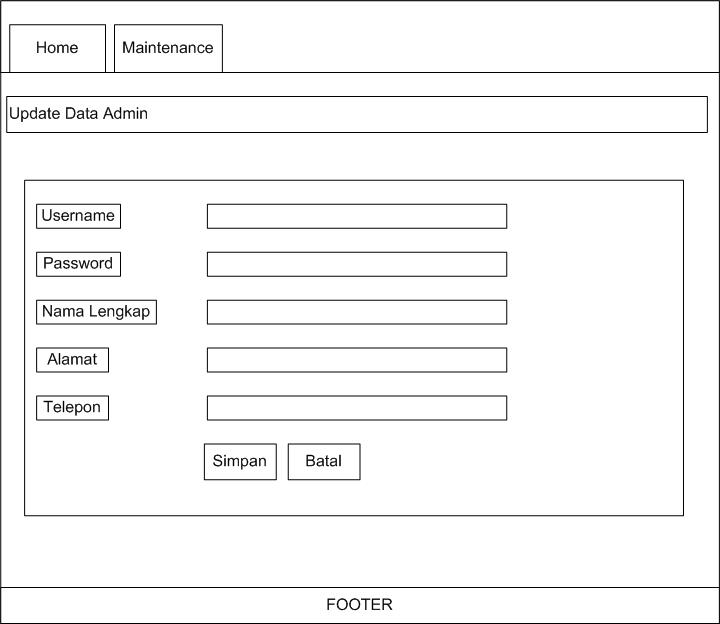 Home
Maintenance
Update Data Admin
Username
Password
Nama Lengkap
Alamat
Telepon
Simpan
Batal
FOOTER